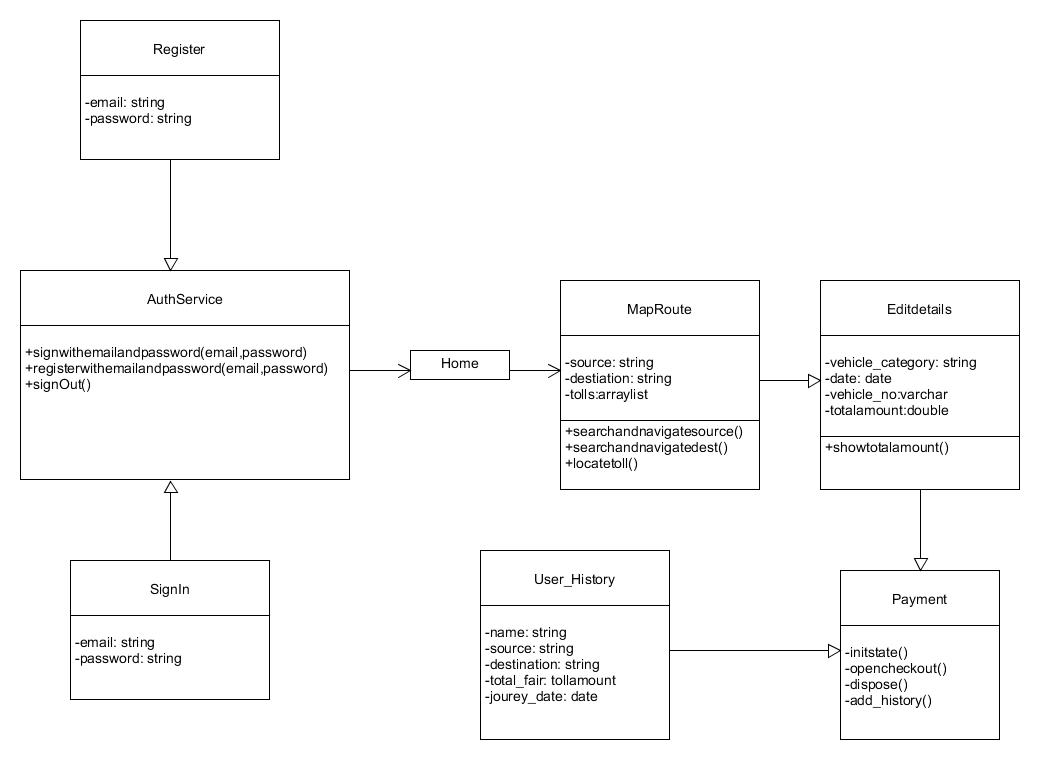 Register
-email: string
-password: string
AuthService
+signwithemailandpassword(email,password)
+registerwithemailandpassword(email,password)
+signOut()
Home
MapRoute
-source: string
-destiation: string
-tolls:arraylist
+searchandnavigatesource()
+searchandnavigatedest()
+locatetoll()
Editdetails
-vehicle_category: string
-date: date
-vehicle_no:varchar
-totalamount:double
+showtotalamount()
SignIn
-email: string
-password: string
User_History
-name: string
-source: string
-destination: string
-total_fair: tollamount
-jourey_date: date
Payment
-initstate()
-opencheckout()
-dispose()
-add_history()